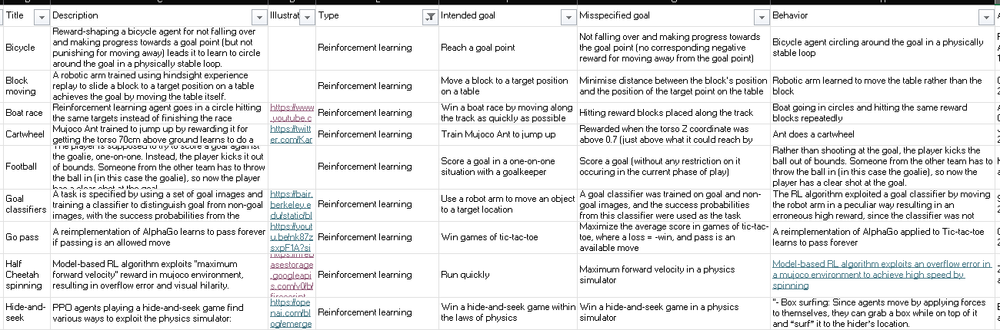 Title Description Illustrat Type Intended goal Misspecified goal Behavior
Bicycle
Reward-shaping a bicycle agent for not falling over
and making progress towards a goal point (but not
punishing for moving away) leads it to learn to circle
around the goal in a physically stable loop.
Reinforcement learning
Reach a goal point
Not falling over and making progress towards
the goal point (no corresponding negative
reward for moving away from the goal point)
Bicycle agent circling around the goal in a physically
stable loop
Block
moving
A robotic arm trained using hindsight experience
replay to slide a block to a target position on a table
achieves the goal by moving the table itself.
Reinforcement learning
Move a block to a target position
on a table
Minimise distance between the block's position
and the position of the target point on the table
Robotic arm learned to move the table rather than the
block
Boat race
Reinforcement learning agent goes in a circle hitting
the same targets instead of finishing the race
https://www
.youtube.c
Reinforcement learning
Win a boat race by moving along
the track as quickly as possible
Hitting reward blocks placed along the track
Boat going in circles and hitting the same reward
blocks repeatedly
Cartwheel
Mujoco Ant trained to jump up by rewarding it for
getting the torso 70cm above ground learns to do a
https://twitt
er.com/Kar
Reinforcement learning
Train Mujoco Ant to jump up
Rewarded when the torso Z coordinate was
above 0.7 (just above what it could reach by
Ant does a cartwheel
Football
The player is supposed to try to score a goal against
the goalie, one-on-one. Instead, the player kicks it out
of bounds. Someone from the other team has to throw
the ball in (in this case the goalie), so now the player
has a clear shot at the goal.
Reinforcement learning
Score a goal in a one-on-one
situation with a goalkeeper
Score a goal (without any restriction on it
occuring in the current phase of play)
Rather than shooting at the goal, the player kicks the
ball out of bounds. Someone from the other team has to
throw the ball in (in this case the goalie), so now the
player has a clear shot at the goal.
Goal
classifiers
A task is specified by using a set of goal images and
training a classifier to distinguish goal from non-goal
images, with the success probabilities from the
https://bair.
berkeley.e
du/static/bl
Reinforcement learning
Use a robot arm to move an object
to a target location
A goal classifier was trained on goal and non-
goal images, and the success probabilities
from this classifier were used as the task
The RL algorithm exploited a goal classifier by moving
the robot arm in a peculiar way resulting in an
erroneous high reward, since the classifier was not
Go pass
A reimplementation of AlphaGo learns to pass forever
if passing is an allowed move
https://yout
u.be/nk87z
sxpF1A?si
Reinforcement learning
Win games of tic-tac-toe
Maximize the average score in games of tic-tac-
toe, where a loss = -win, and pass is an
available move
A reimplementation of AlphaGo applied to Tic-tac-toe
learns to pass forever
Half
Cheetah
spinning
Model-based RL algorithm exploits "maximum
forward velocity" reward in mujoco environment,
resulting in overflow error and visual hilarity.
asestorage
.googleapi
s.com/v0/b/
Reinforcement learning
Run quickly
Maximum forward velocity in a physics
simulator
Model-based RL algorithm exploits an overflow error in
a mujoco environment to achieve high speed by
spinning
Hide-and-
seek
PPO agents playing a hide-and-seek game find
various ways to exploit the physics simulator:
https://ope
nai.com/bl
og/emerge
Reinforcement learning
Win a hide-and-seek game within
the laws of physics
Win a hide-and-seek game in a physics
simulator
"- Box surfing: Since agents move by applying forces
to themselves, they can grab a box while on top of it
and “surf” it to the hider’s location.